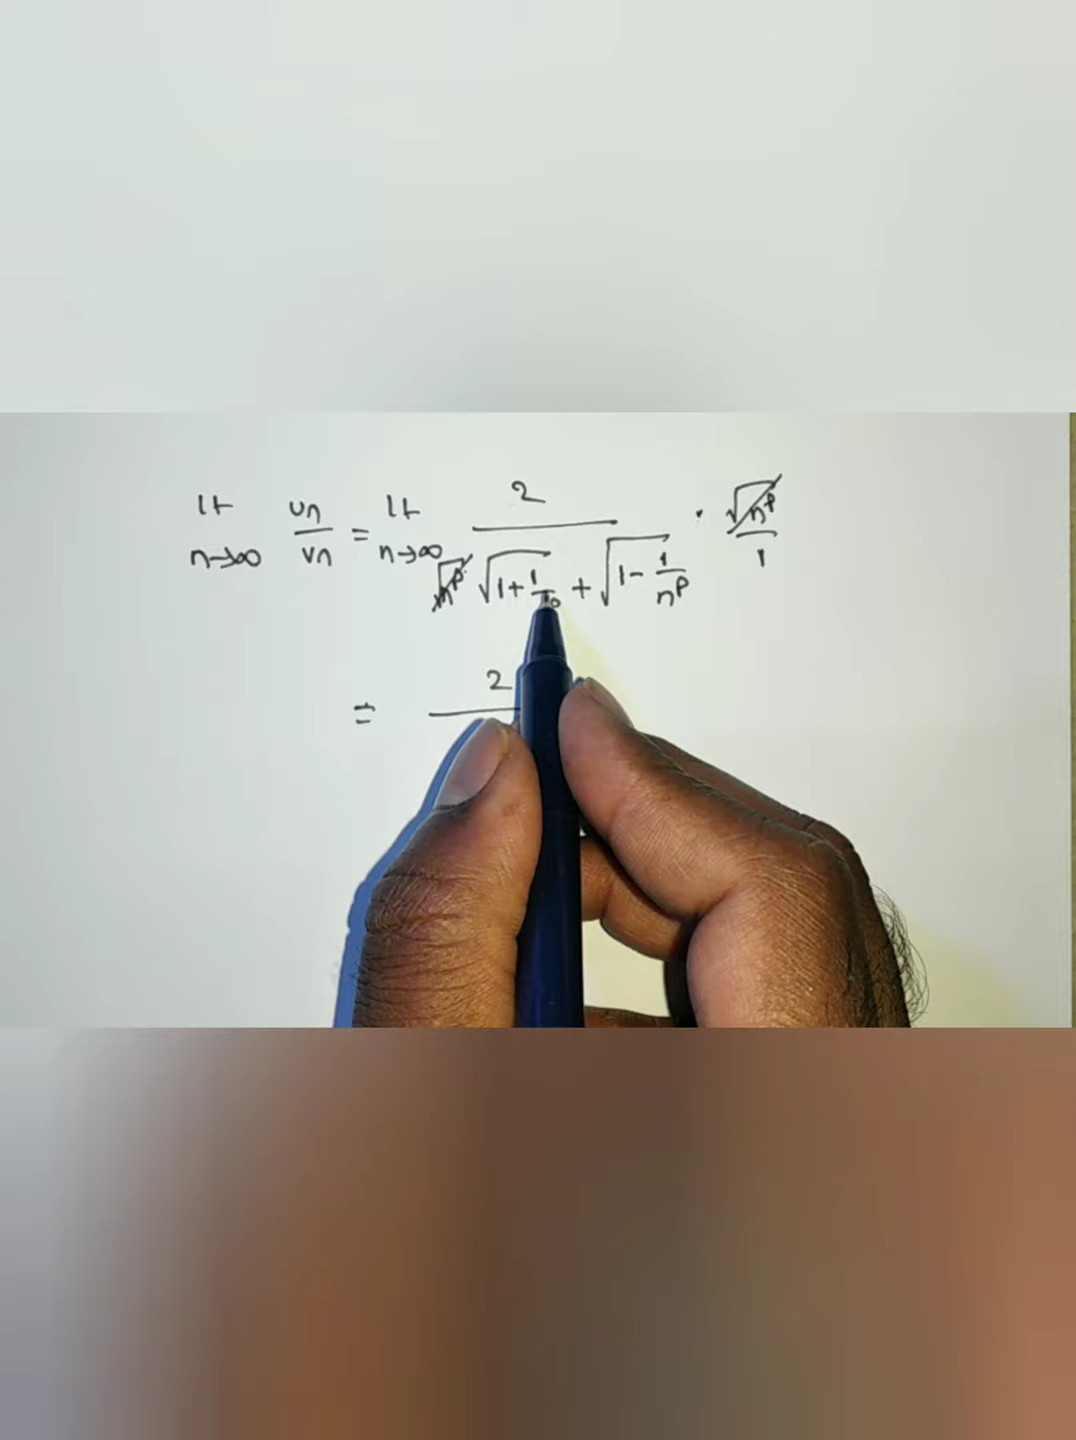 lt n→∞ un/vn = lt n→∞ 2/(√n^p √(1+1/n^p) + √(1-1/n^p)) · √n^p/1
= 2